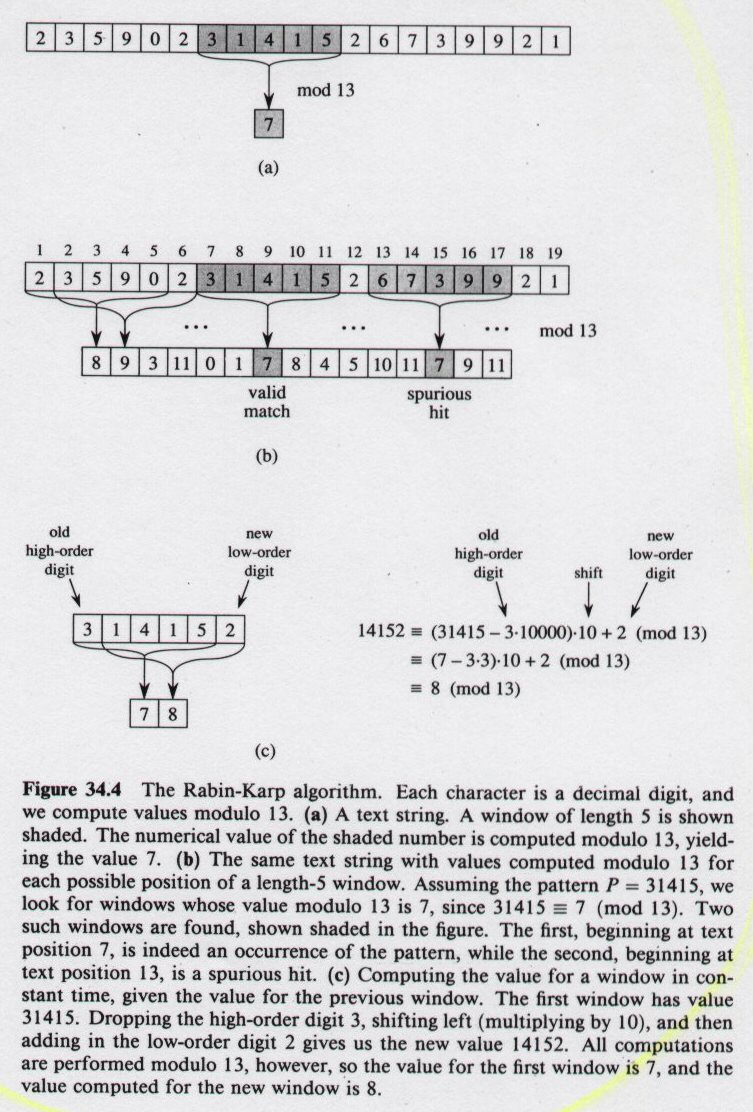 2 3 5 9 0 2 3 1 4 1 5 2 6 7 3 9 9 2 1
mod 13
7
(a)
1 2 3 4 5 6 7 8 9 10 11 12 13 14 15 16 17 18 19
2 3 5 9 0 2 3 1 4 1 5 2 6 7 3 9 9 2 1
... ... ... mod 13
8 9 3 11 0 1 7 8 4 5 10 11 7 9 11
valid match
spurious hit
(b)
old
high-order
digit
new
low-order
digit
3 1 4 1 5 2
7 8
old
high-order
digit
shift
new
low-order
digit
14152 ≡ (31415 – 3·10000)·10 + 2 (mod 13)
≡ (7 – 3·3)·10 + 2 (mod 13)
≡ 8 (mod 13)
(c)
Figure 34.4 The Rabin-Karp algorithm. Each character is a decimal digit, and
we compute values modulo 13. (a) A text string. A window of length 5 is shown
shaded. The numerical value of the shaded number is computed modulo 13, yield-
ing the value 7. (b) The same text string with values computed modulo 13 for
each possible position of a length-5 window. Assuming the pattern P = 31415, we
look for windows whose value modulo 13 is 7, since 31415 ≡ 7 (mod 13). Two
such windows are found, shown shaded in the figure. The first, beginning at text
position 7, is indeed an occurrence of the pattern, while the second, beginning at
text position 13, is a spurious hit. (c) Computing the value for a window in con-
stant time, given the value for the previous window. The first window has value
31415. Dropping the high-order digit 3, shifting left (multiplying by 10), and then
adding in the low-order digit 2 gives us the new value 14152. All computations
are performed modulo 13, however, so the value for the first window is 7, and the
value computed for the new window is 8.